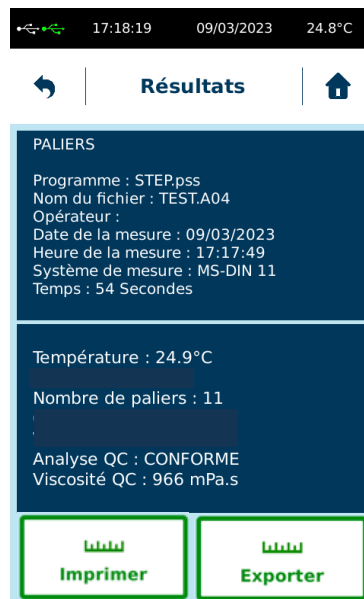 17:18:19 09/03/2023 24.8°C
Résultats
PALIERS
Programme : STEP.pss
Nom du fichier : TEST.A04
Opérateur :
Date de la mesure : 09/03/2023
Heure de la mesure : 17:17:49
Système de mesure : MS-DIN 11
Temps : 54 Secondes
Température : 24.9°C
Nombre de paliers : 11
Analyse QC : CONFORME
Viscosité QC : 966 mPa.s
Imprimer Exporter